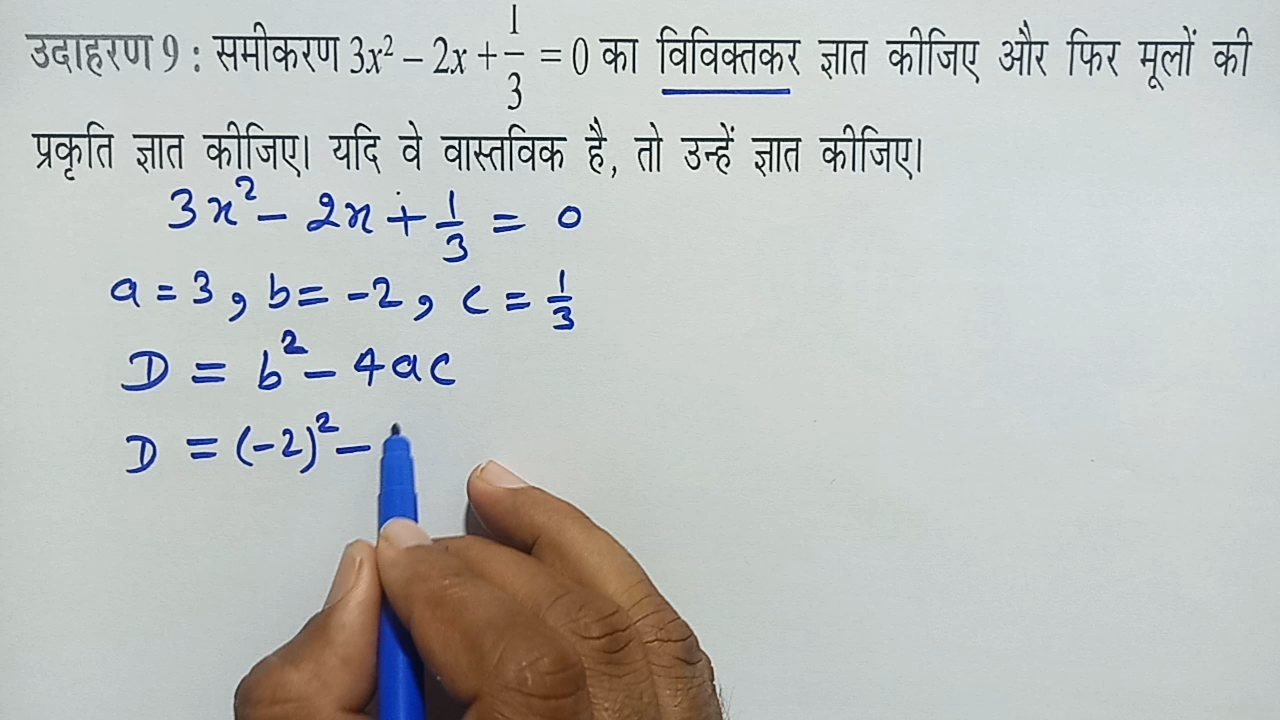 उदाहरण 9 : समीकरण 3x² – 2x + 1/3 = 0 का विविक्तकर ज्ञात कीजिए और फिर मूलों की
प्रकृति ज्ञात कीजिए। यदि वे वास्तविक है, तो उन्हें ज्ञात कीजिए।
3x² – 2x + 1/3 = 0
a = 3, b = -2, c = 1/3
D = b² – 4ac
D = (-2)² –